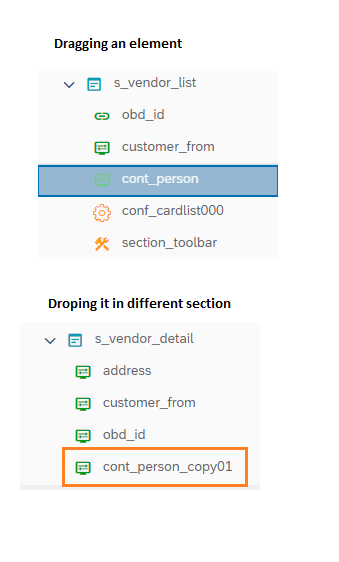 Dragging an element
s_vendor_list
obd_id
customer_from
cont_person
conf_cardlist000
section_toolbar
Droping it in different section
s_vendor_detail
address
customer_from
obd_id
cont_person_copy01